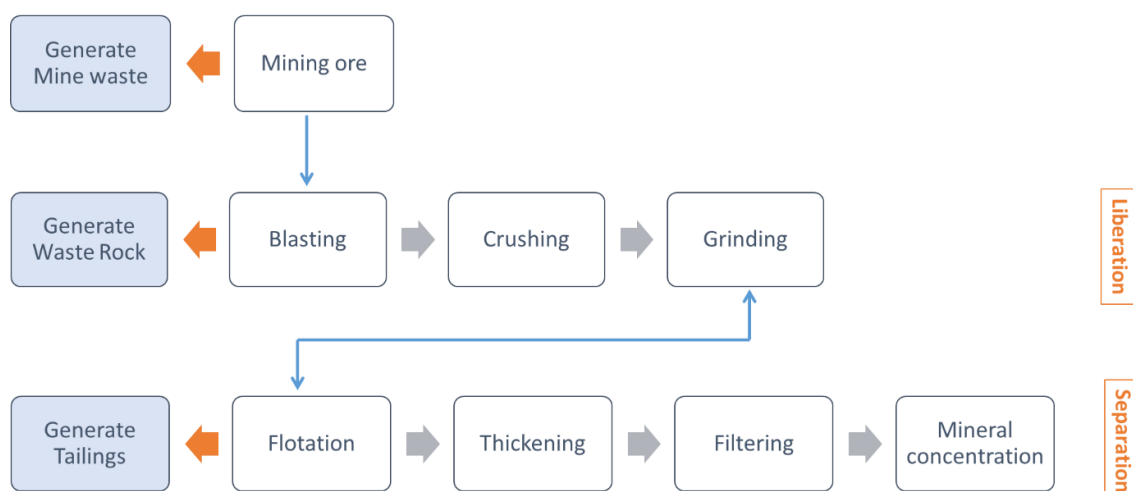 Generate
Mine waste
Mining ore
Generate
Waste Rock
Blasting
Crushing
Grinding
Liberation
Generate
Tailings
Flotation
Thickening
Filtering
Mineral
concentration
Separation